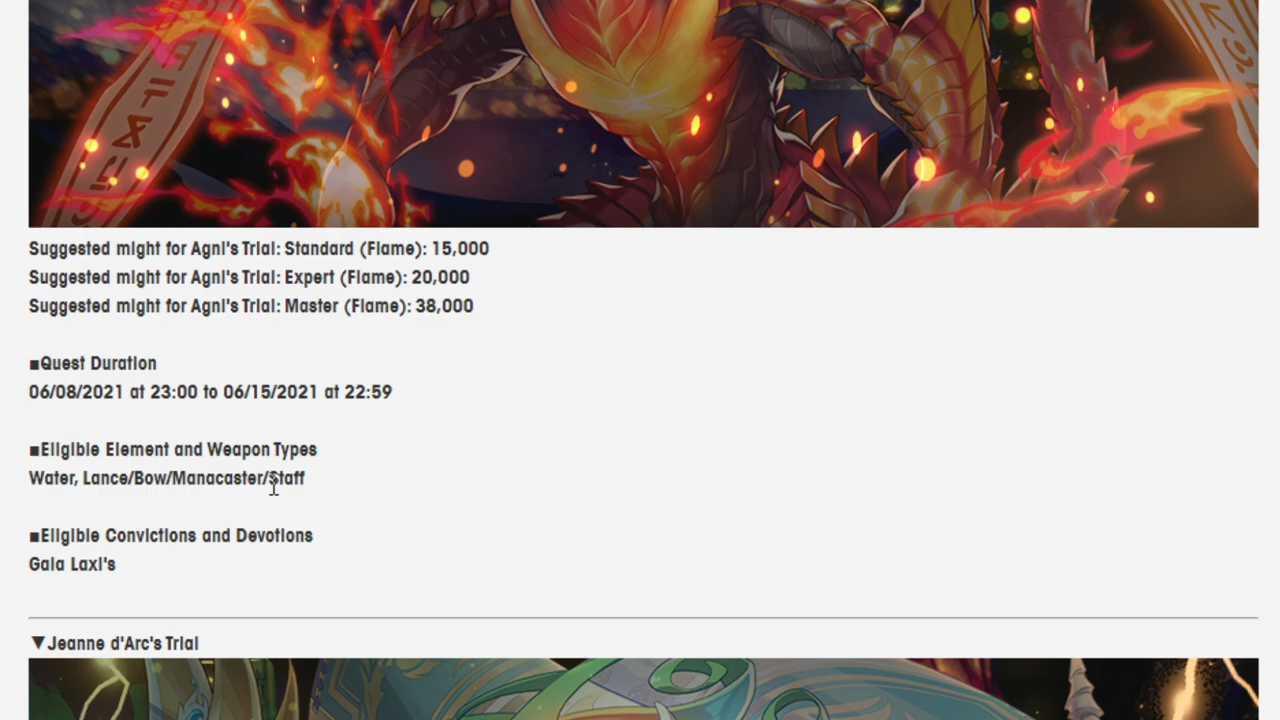 Suggested might for Agni's Trial: Standard (Flame): 15,000
Suggested might for Agni's Trial: Expert (Flame): 20,000
Suggested might for Agni's Trial: Master (Flame): 38,000
■Quest Duration
06/08/2021 at 23:00 to 06/15/2021 at 22:59
■Eligible Element and Weapon Types
Water, Lance/Bow/Manacaster/Staff
■Eligible Convictions and Devotions
Gala Laxi's
▼Jeanne d'Arc's Trial